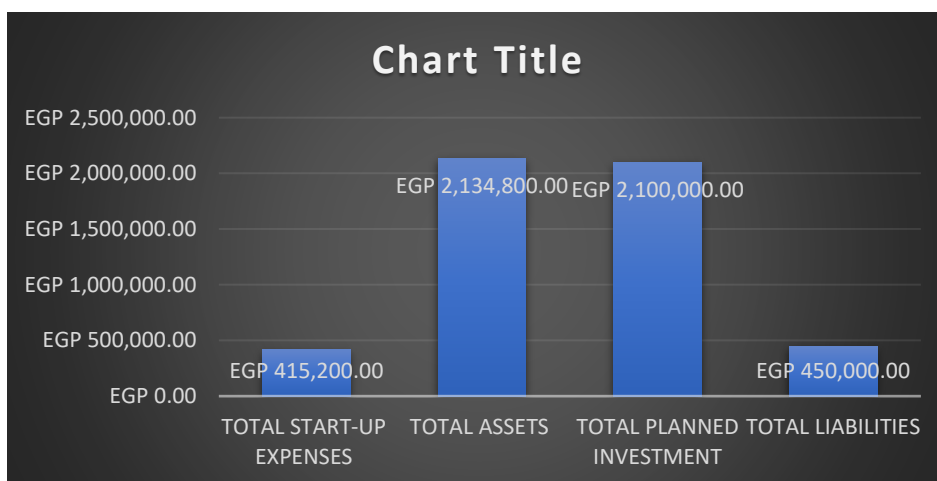 Chart Title
EGP 2,500,000.00
EGP 2,000,000.00
EGP 1,500,000.00
EGP 1,000,000.00
EGP 500,000.00
EGP 0.00
EGP 415,200.00
EGP 2,134,800.00
EGP 2,100,000.00
EGP 450,000.00
TOTAL START-UP
EXPENSES
TOTAL ASSETS
TOTAL PLANNED
INVESTMENT
TOTAL LIABILITIES